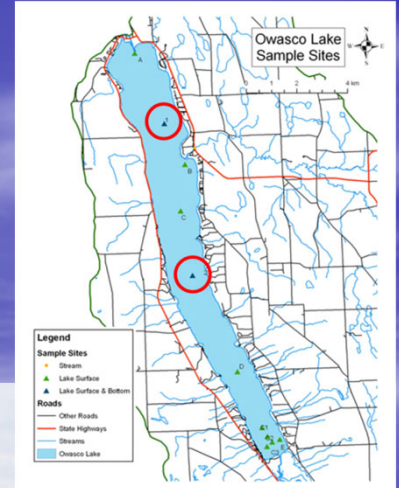 Owasco Lake
Sample Sites
N
W
E
S
4 km
A
1
B
C
2
D
E
Legend
Sample Sites
Stream
Lake Surface
Lake Surface & Bottom
Roads
Other Roads
State Highways
Streams
Owasco Lake